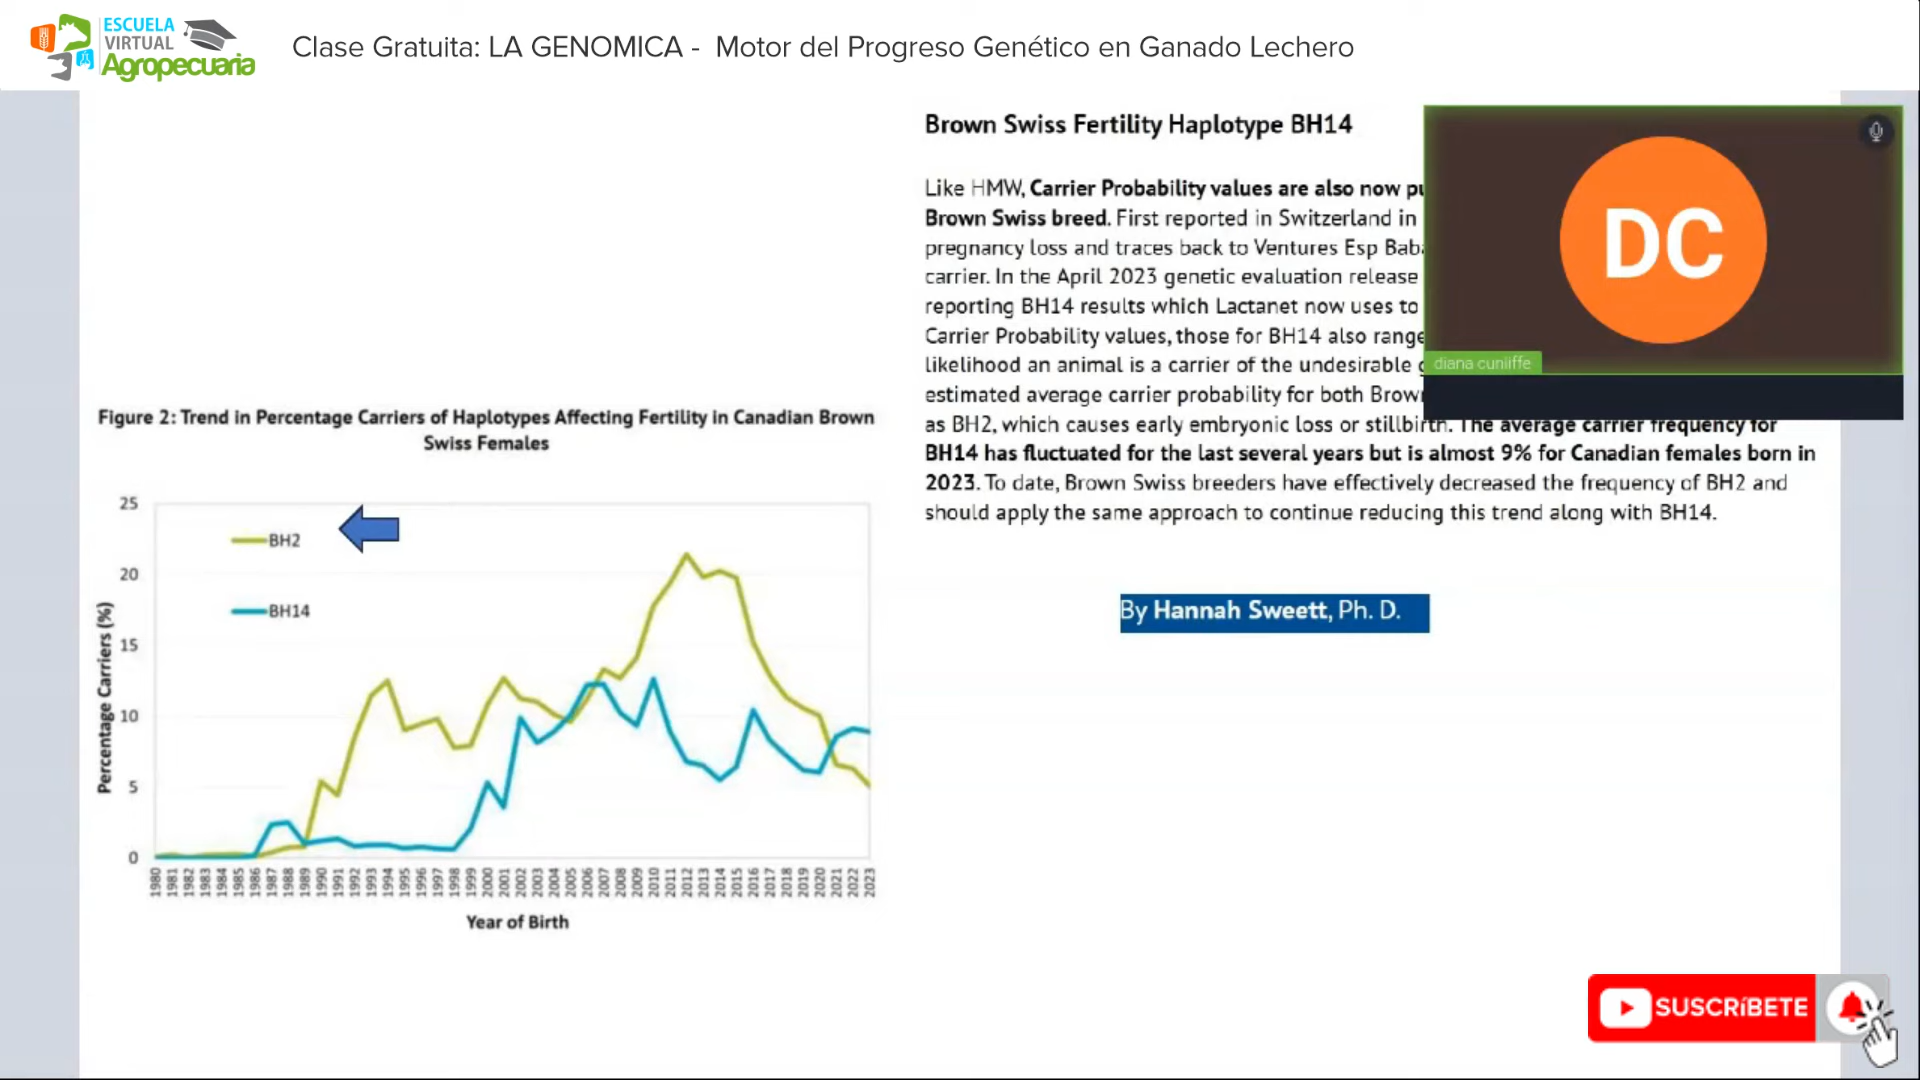 ESCUELA
VIRTUAL
Agropecuaria
Clase Gratuita: LA GENOMICA - Motor del Progreso Genético en Ganado Lechero
Brown Swiss Fertility Haplotype BH14
Like HMW, Carrier Probability values are also now
Brown Swiss breed. First reported in Switzerland in
pregnancy loss and traces back to Ventures Esp
carrier. In the April 2023 genetic evaluation release
reporting BH14 results which Lactanet now uses to
Carrier Probability values, those for BH14 also range
likelihood an animal is a carrier of the undesirable
estimated average carrier probability for both
as BH2, which causes early embryonic loss or stillbirth. The average carrier frequency for
BH14 has fluctuated for the last several years but is almost 9% for Canadian females born in
2023. To date, Brown Swiss breeders have effectively decreased the frequency of BH2 and
should apply the same approach to continue reducing this trend along with BH14.
By Hannah Sweett, Ph. D.
DC
diana cunliffe
Figure 2: Trend in Percentage Carriers of Haplotypes Affecting Fertility in Canadian Brown
Swiss Females
Percentage Carriers (%)
25
20
15
10
5
0
BH2
BH14
1980 1981 1982 1983 1984 1985 1986 1987 1988 1989 1990 1991 1992 1993 1994 1995 1996 1997 1998 1999 2000 2001 2002 2003 2004 2005 2006 2007 2008 2009 2010 2011 2012 2013 2014 2015 2016 2017 2018 2019 2020 2021 2022 2023
Year of Birth
SUSCRíBETE